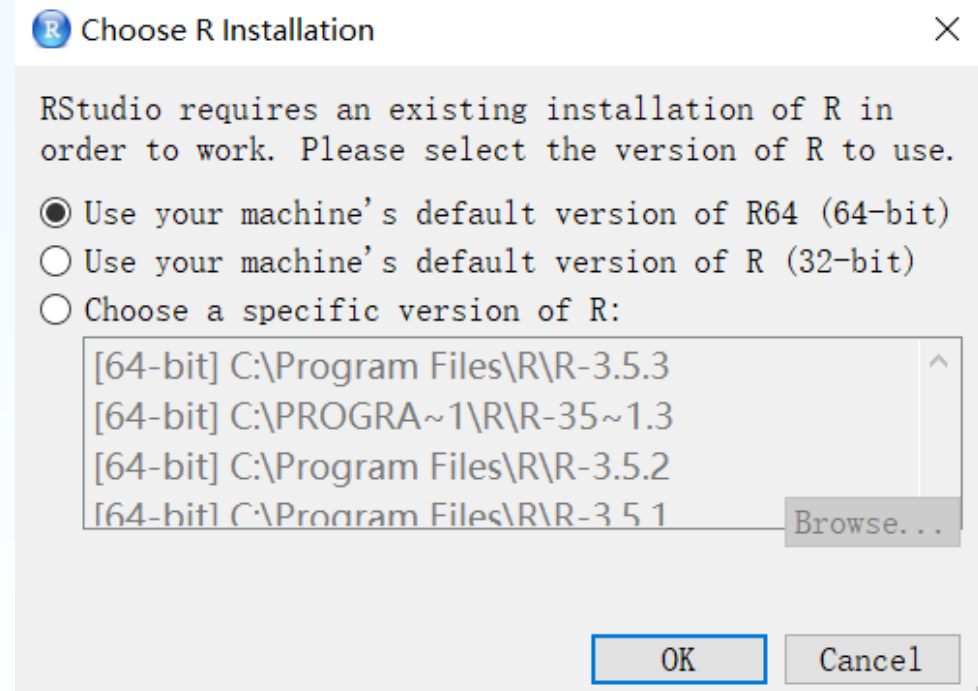 R Choose R Installation
RStudio requires an existing installation of R in
order to work. Please select the version of R to use.
Use your machine's default version of R64 (64-bit)
Use your machine's default version of R (32-bit)
Choose a specific version of R:
[64-bit] C:\Program Files\R\R-3.5.3
[64-bit] C:\PROGRA~1\R\R-35~1.3
[64-bit] C:\Program Files\R\R-3.5.2
[64-bit] C:\Program Files\R\R-3.5.1
Browse...
OK Cancel